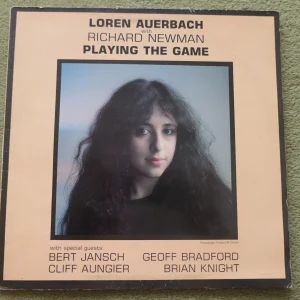 LOREN AUERBACH
with
RICHARD NEWMAN
PLAYING THE GAME
with special guests:
BERT JANSCH GEOFF BRADFORD
CLIFF AUNGIER BRIAN KNIGHT